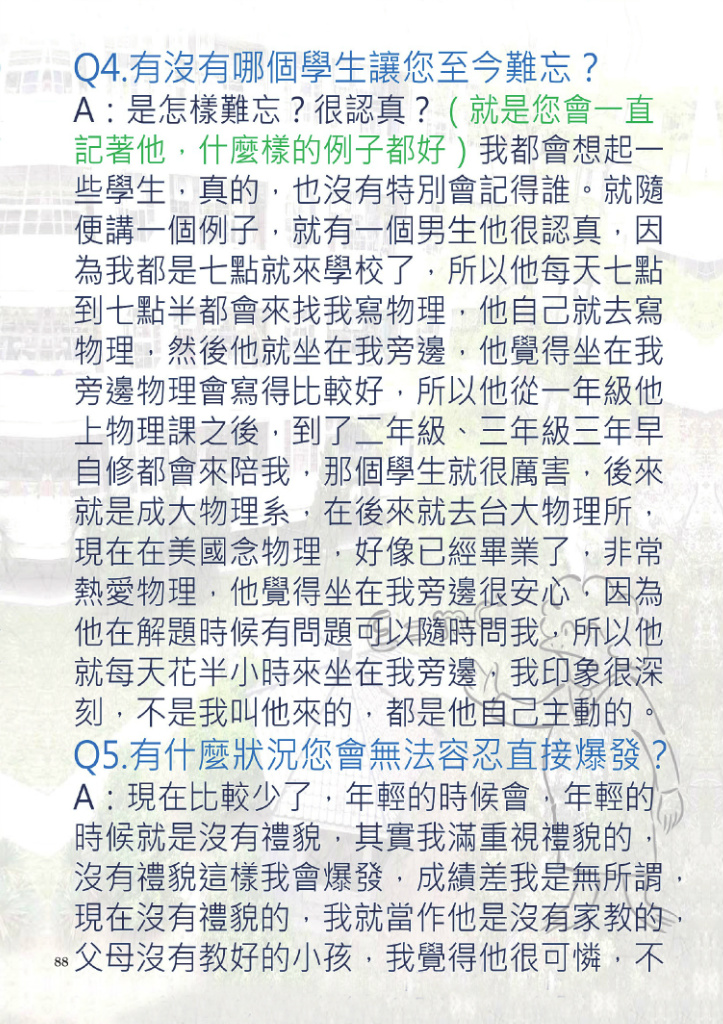 Q4.有沒有哪個學生讓您至今難忘？
A：是怎樣難忘？很認真？（就是您會一直
記著他，什麼樣的例子都好）我都會想起一
些學生，真的，也沒有特別會記得誰。就隨
便講一個例子，就有一個男生他很認真，因
為我都是七點就來學校了，所以他每天七點
到七點半都會來找我寫物理，他自己就去寫
物理，然後他就坐在我旁邊，他覺得坐在我
旁邊物理會寫得比較好，所以他從一年級他
上物理課之後，到了二年級、三年級三年早
自修都會來陪我，那個學生就很厲害，後來
就是成大物理系，在後來就去台大物理所，
現在在美國念物理，好像已經畢業了，非常
熱愛物理，他覺得坐在我旁邊很安心，因為
他在解題時候有問題可以隨時問我，所以他
就每天花半小時來坐在我旁邊，我印象很深
刻，不是我叫他來的，都是他自己主動的。
Q5.有什麼狀況您會無法容忍直接爆發？
A：現在比較少了，年輕的時候會，年輕的
時候就是沒有禮貌，其實我滿重視禮貌的，
沒有禮貌這樣我會爆發，成績差我是無所謂，
現在沒有禮貌的，我就當作他是沒有家教的，
父母沒有教好的小孩，我覺得他很可憐，不
88